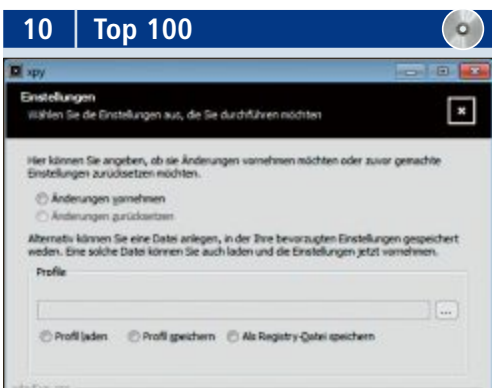 10 Top 100
xpy
Einstellungen
Wählen Sie die Einstellungen aus, die Sie durchführen möchten
Hier können Sie angeben, ob sie Änderungen vornehmen möchten oder zuvor gemachte
Einstellungen zurücksetzen möchten.
Änderungen vornehmen
Änderungen zurücksetzen
Alternativ können Sie eine Datei anlegen, in der Ihre bevorzugten Einstellungen gespeichert
weden. Eine solche Datei können Sie auch laden und die Einstellungen jetzt vornehmen.
Profile
...
Profil laden Profil speichern Als Registry-Datei speichern